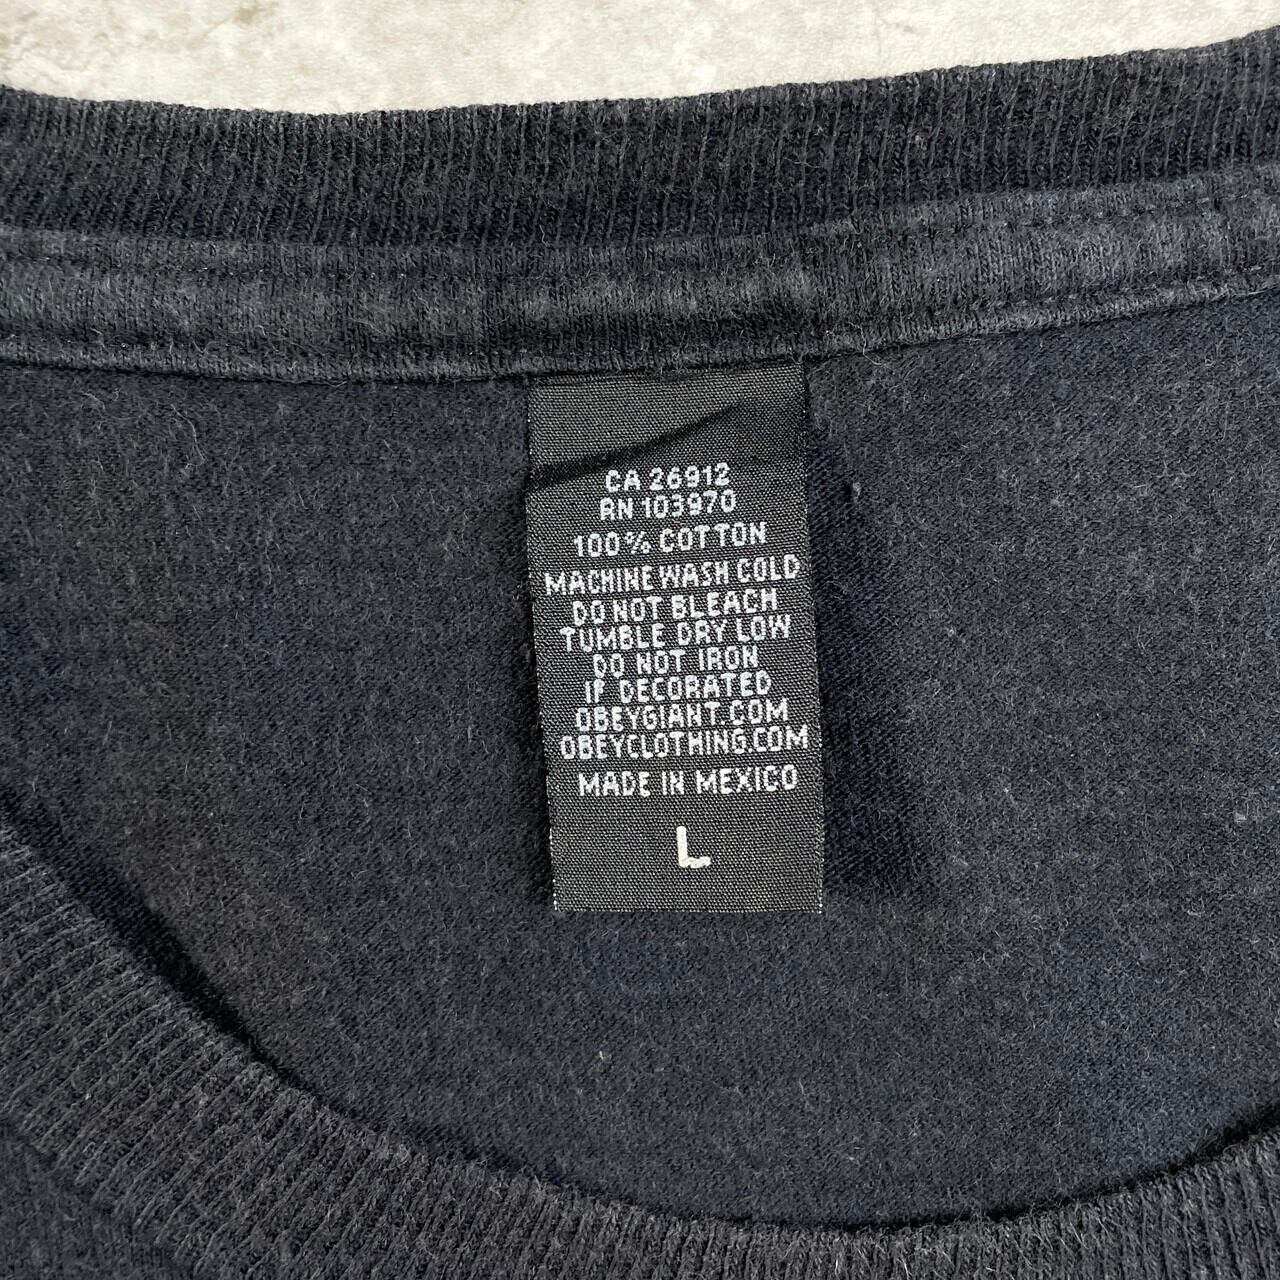 CA 26912
RN 103970
100% COTTON
MACHINE WASH COLD
DO NOT BLEACH
TUMBLE DRY LOW
DO NOT IRON
IF DECORATED
OBEYGIANT.COM
OBEYCLOTHING.COM
MADE IN MEXICO
L